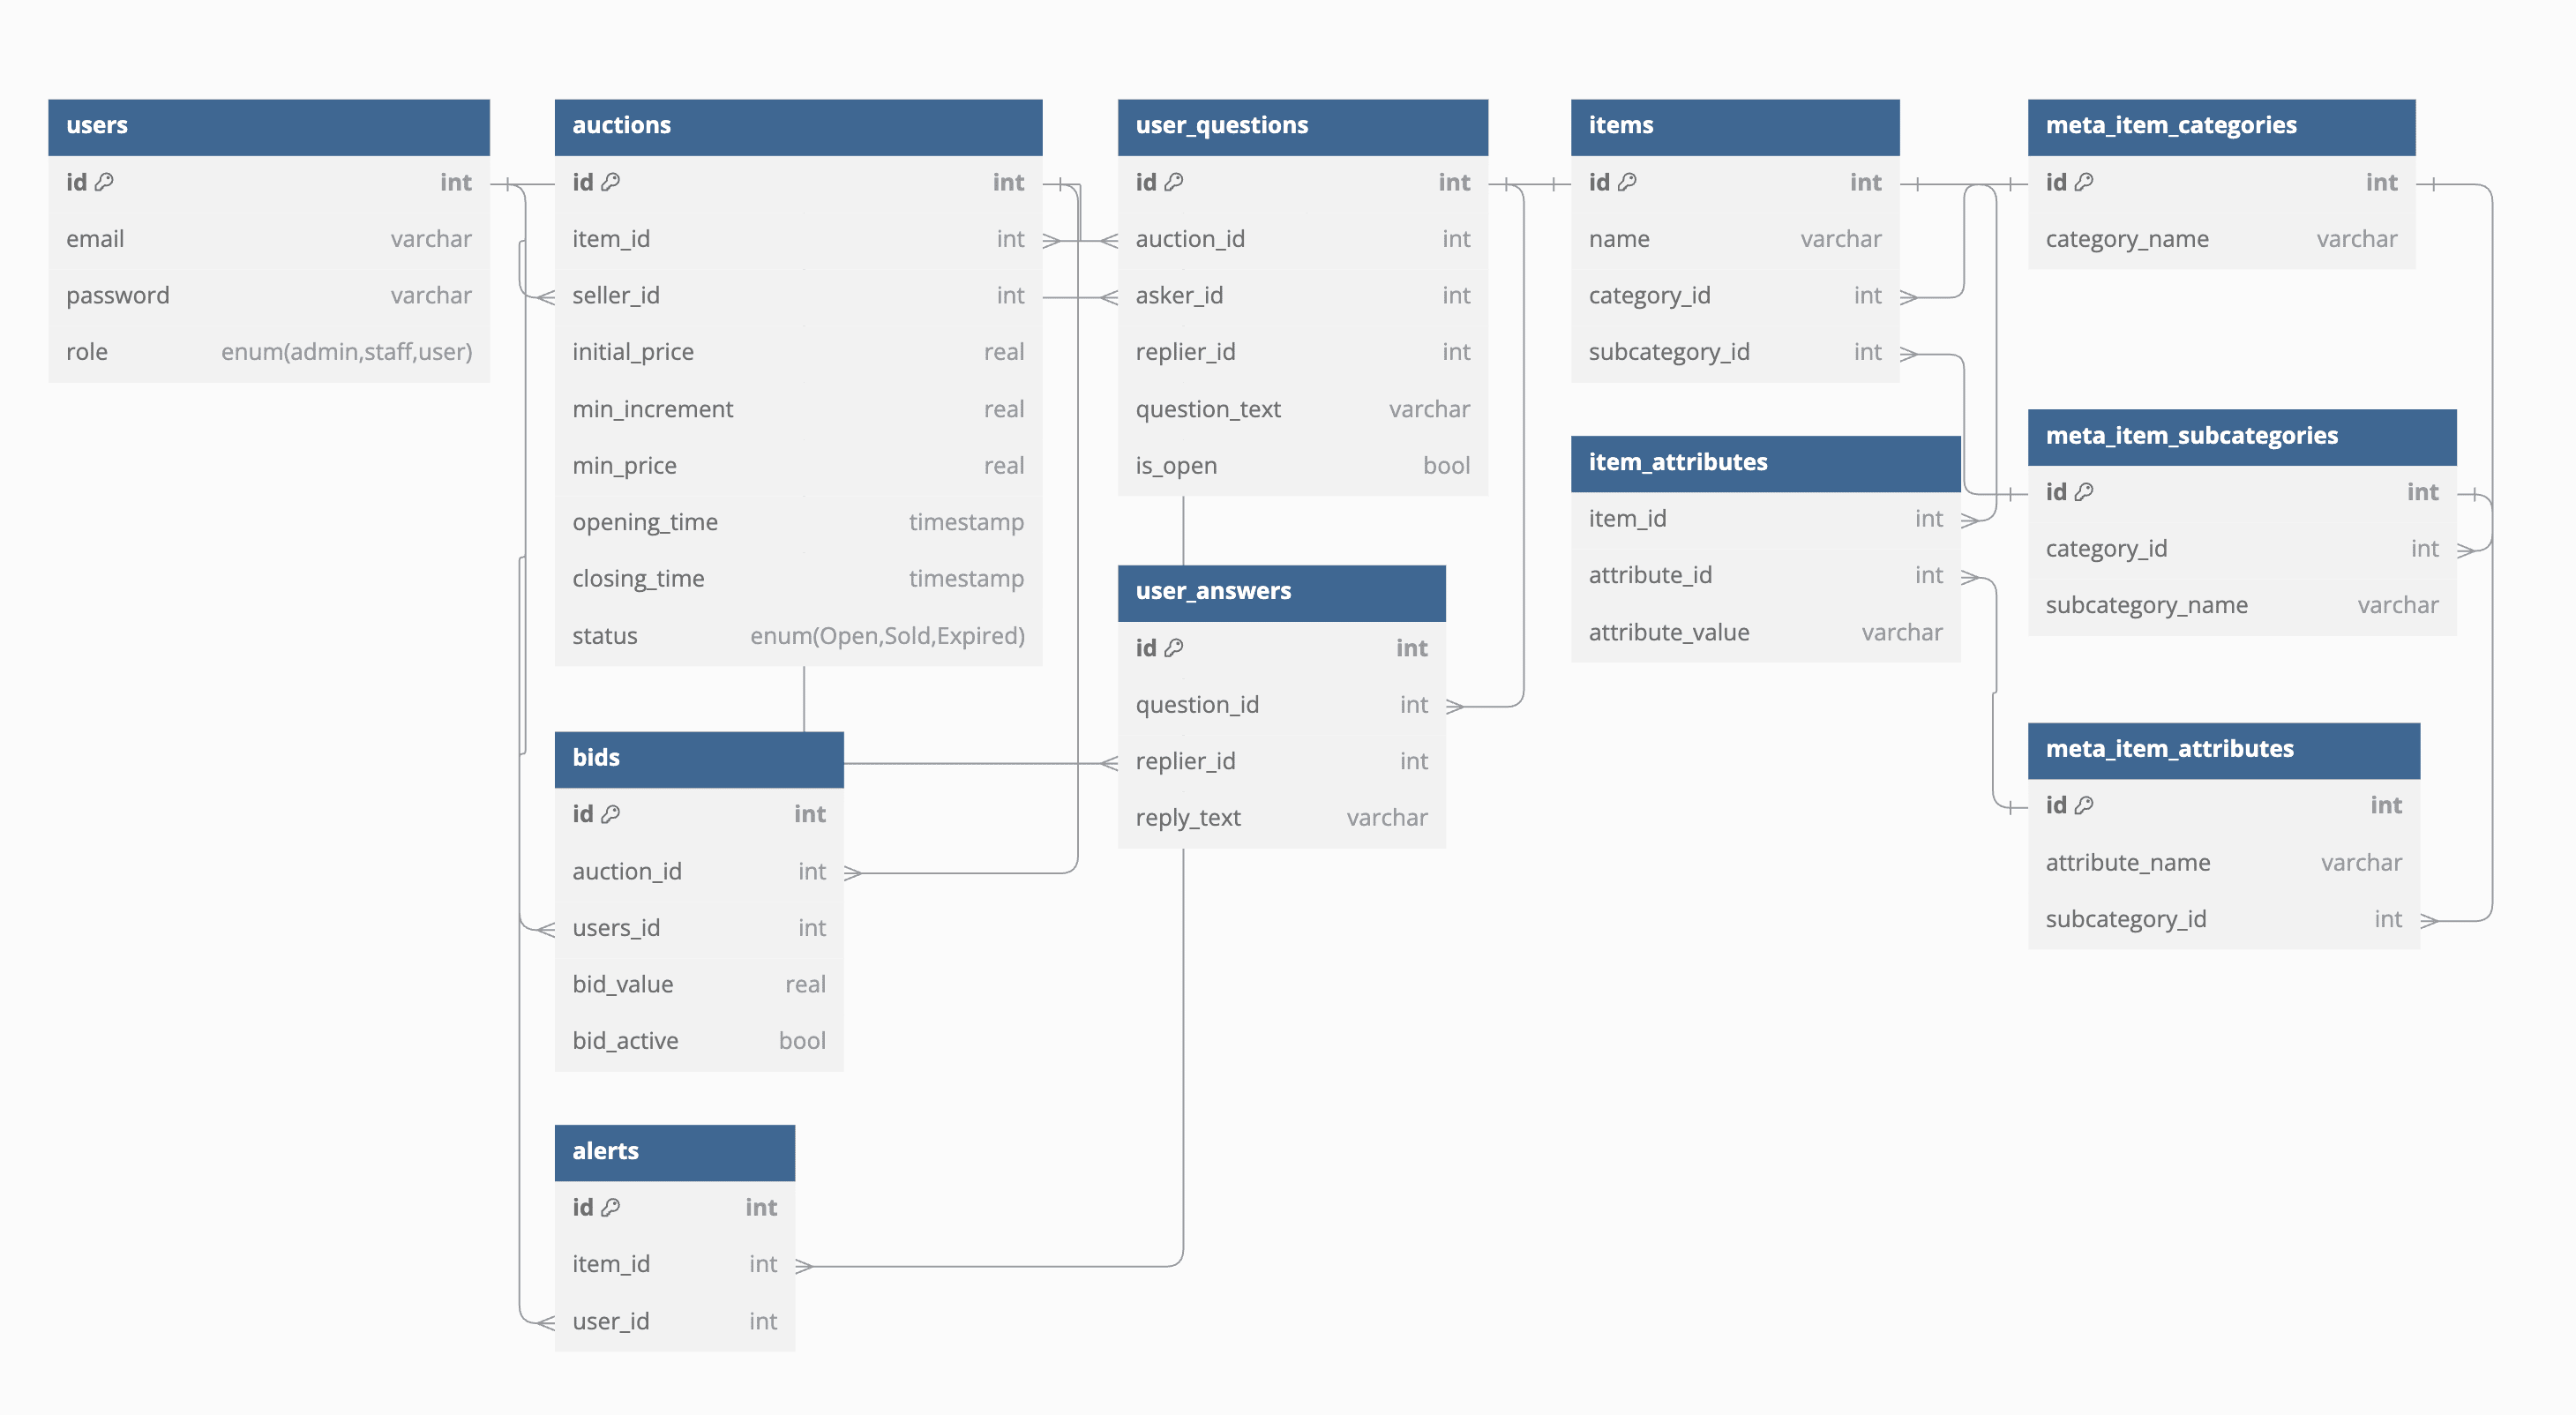 users
id int
email varchar
password varchar
role enum(admin,staff,user)
auctions
id int
item_id int
seller_id int
initial_price real
min_increment real
min_price real
opening_time timestamp
closing_time timestamp
status enum(Open,Sold,Expired)
bids
id int
auction_id int
users_id int
bid_value real
bid_active bool
alerts
id int
item_id int
user_id int
user_questions
id int
auction_id int
asker_id int
replier_id int
question_text varchar
is_open bool
user_answers
id int
question_id int
replier_id int
reply_text varchar
items
id int
name varchar
category_id int
subcategory_id int
item_attributes
item_id int
attribute_id int
attribute_value varchar
meta_item_categories
id int
category_name varchar
meta_item_subcategories
id int
category_id int
subcategory_name varchar
meta_item_attributes
id int
attribute_name varchar
subcategory_id int